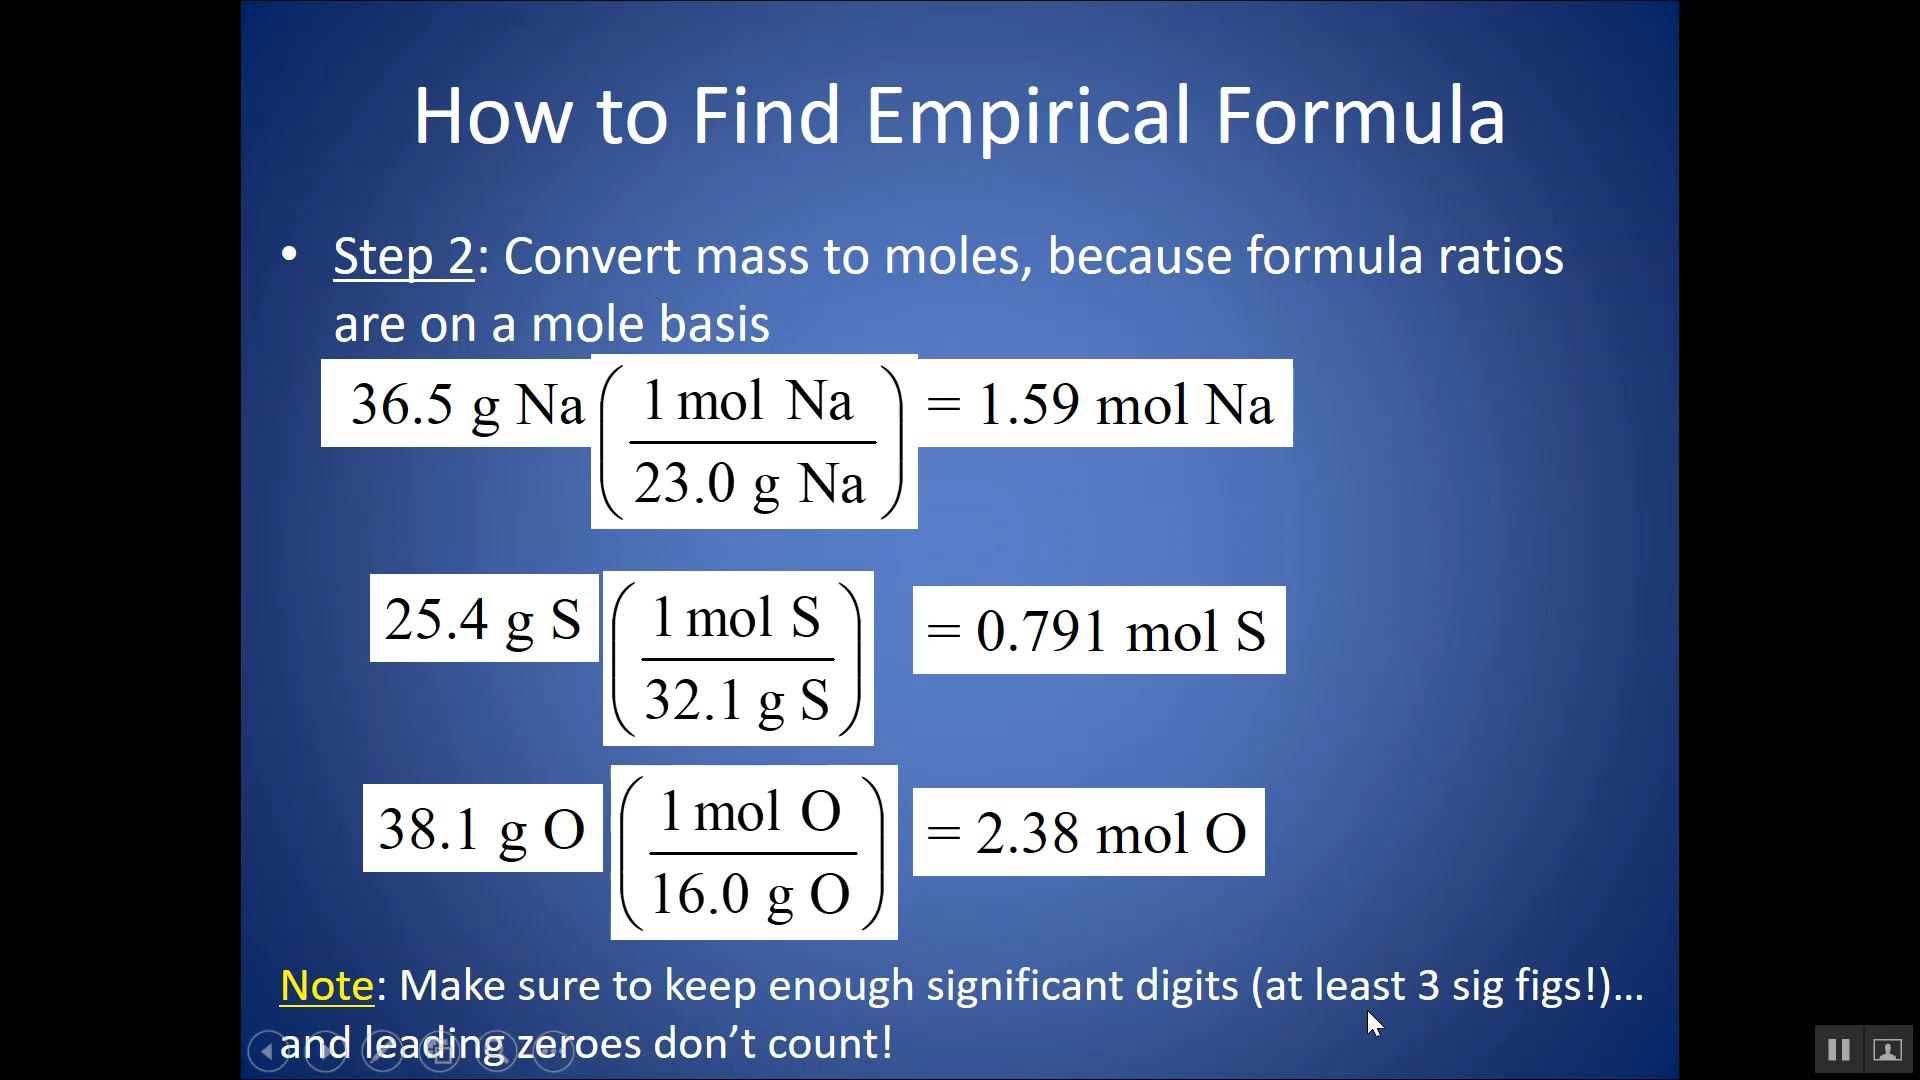 How to Find Empirical Formula
• Step 2: Convert mass to moles, because formula ratios
are on a mole basis
36.5 g Na (1 mol Na / 23.0 g Na) = 1.59 mol Na
25.4 g S (1 mol S / 32.1 g S) = 0.791 mol S
38.1 g O (1 mol O / 16.0 g O) = 2.38 mol O
Note: Make sure to keep enough significant digits (at least 3 sig figs!)…
and leading zeroes don’t count!